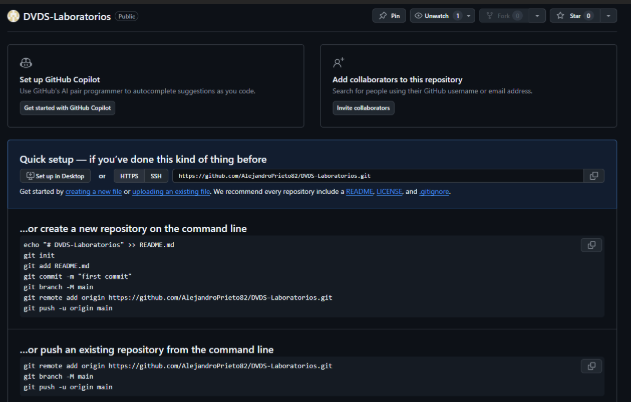 DVDS-Laboratorios Public
Pin
Unwatch 1
Fork 0
Star 0
Set up GitHub Copilot
Use GitHub's AI pair programmer to autocomplete suggestions as you code.
Get started with GitHub Copilot
Add collaborators to this repository
Search for people using their GitHub username or email address.
Invite collaborators
Quick setup — if you've done this kind of thing before
Set up in Desktop or HTTPS SSH https://github.com/AlejandroPrieto82/DVDS-Laboratorios.git
Get started by creating a new file or uploading an existing file. We recommend every repository include a README, LICENSE, and .gitignore.
...or create a new repository on the command line
echo "# DVDS-Laboratorios" >> README.md
git init
git add README.md
git commit -m "first commit"
git branch -M main
git remote add origin https://github.com/AlejandroPrieto82/DVDS-Laboratorios.git
git push -u origin main
...or push an existing repository from the command line
git remote add origin https://github.com/AlejandroPrieto82/DVDS-Laboratorios.git
git branch -M main
git push -u origin main